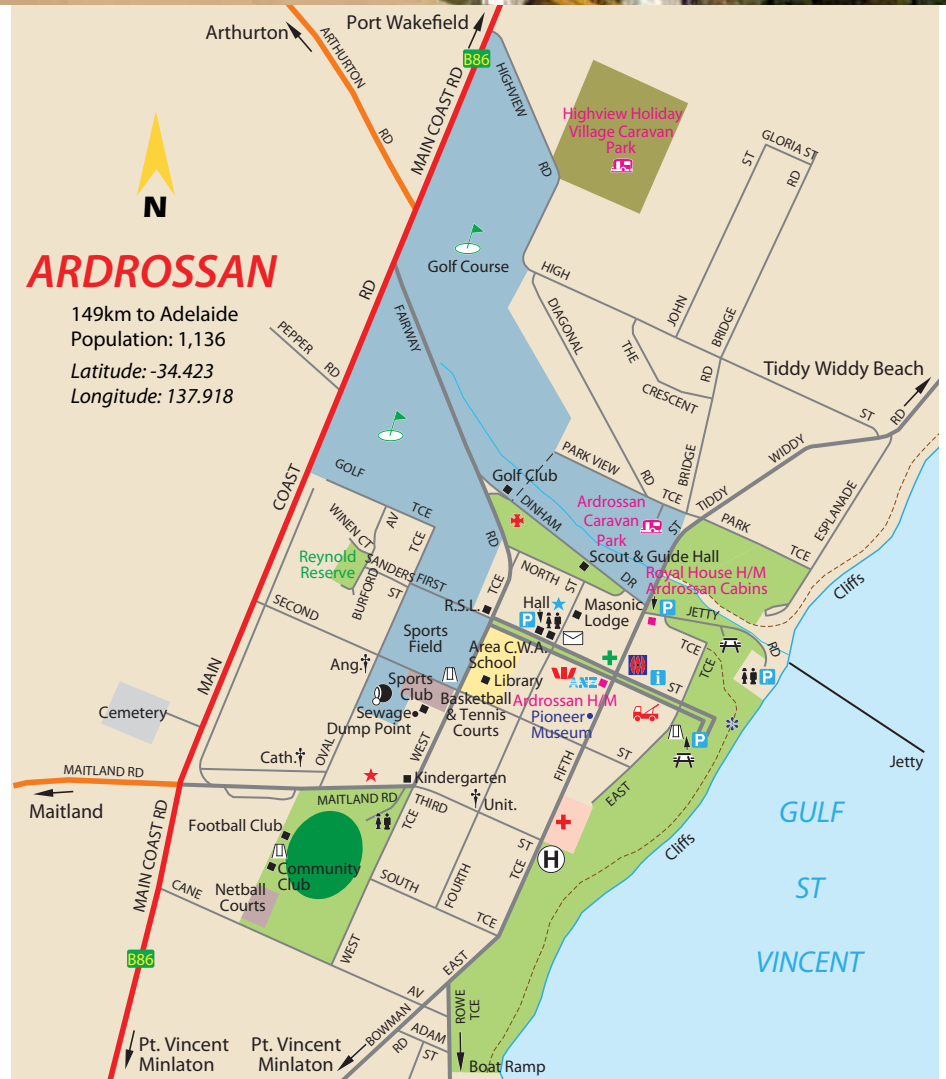 Port Wakefield
Arthurton
B86
ARTHURTON
RD
MAIN COAST RD
HIGHVIEW
RD
Highview Holiday
Village Caravan
Park
GLORIA ST
ST
RD
N
ARDROSSAN
149km to Adelaide
Population: 1,136
Latitude: -34.423
Longitude: 137.918
Golf Course
HIGH
RD
FAIRWAY
DIAGONAL
JOHN
BRIDGE
THE
CRESCENT
RD
PEPPER
RD
Tiddy Widdy Beach
ST
RD
WIDDY
TIDDY
COAST
GOLF
TCE
PARK VIEW
RD
TCE
BRIDGE
ST
Golf Club
DINHAM
DR
Ardrossan
Caravan
Park
PARK
TCE
ESPLANADE
WINEN CT
AV
TCE
RD
Reynold
Reserve
SANDERS
ST
FIRST
BURFORD
SECOND
Scout & Guide Hall
Royal House H/M
Ardrossan Cabins
Cliffs
NORTH
ST
TCE
R.S.L.
Hall
P
Masonic
Lodge
P
JETTY
RD
TCE
TCE
Sports
Field
Area
School
C.W.A.
Library
Ang.
ANZ
i
ST
P
Sports
Club
Basketball
& Tennis
Courts
Ardrossan H/M
Pioneer
Museum
Sewage
Dump Point
P
MAIN
Cemetery
Cath.
OVAL
WEST
FIFTH
ST
EAST
Jetty
MAITLAND RD
Maitland
Kindergarten
MAITLAND RD
TCE
THIRD
Unit.
ST
GULF
ST
VINCENT
Football Club
Community
Club
H
TCE
Cliffs
MAIN COAST RD
CANE
Netball
Courts
SOUTH
FOURTH
TCE
WEST
EAST
B86
AV
BOWMAN
RD
ADAM
ST
ROWE
TCE
Pt. Vincent
Minlaton
Pt. Vincent
Minlaton
Boat Ramp